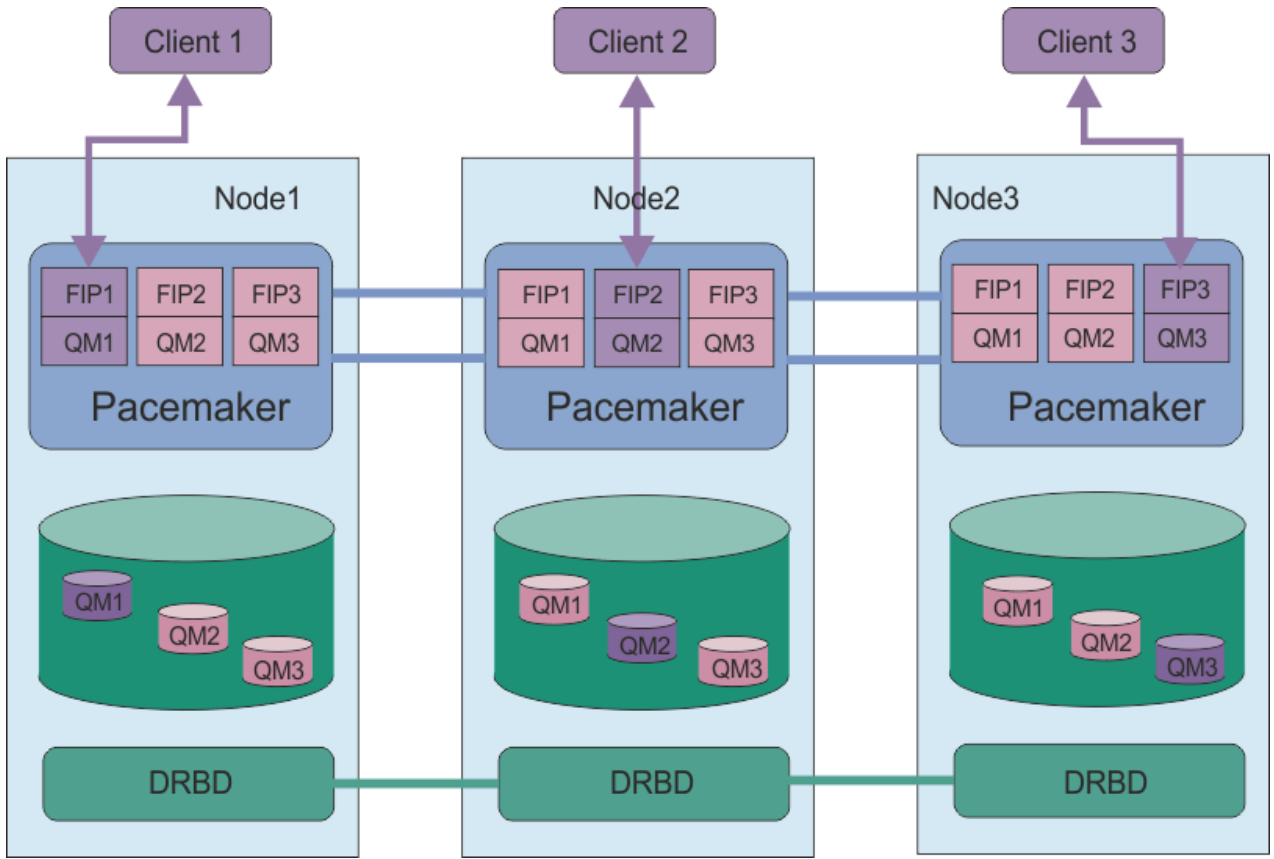 Client 1
Client 2
Client 3
Node1
Node2
Node3
FIP1 FIP2 FIP3
QM1 QM2 QM3
Pacemaker
FIP1 FIP2 FIP3
QM1 QM2 QM3
Pacemaker
FIP1 FIP2 FIP3
QM1 QM2 QM3
Pacemaker
QM1
QM2
QM3
QM1
QM2
QM3
QM1
QM2
QM3
DRBD
DRBD
DRBD